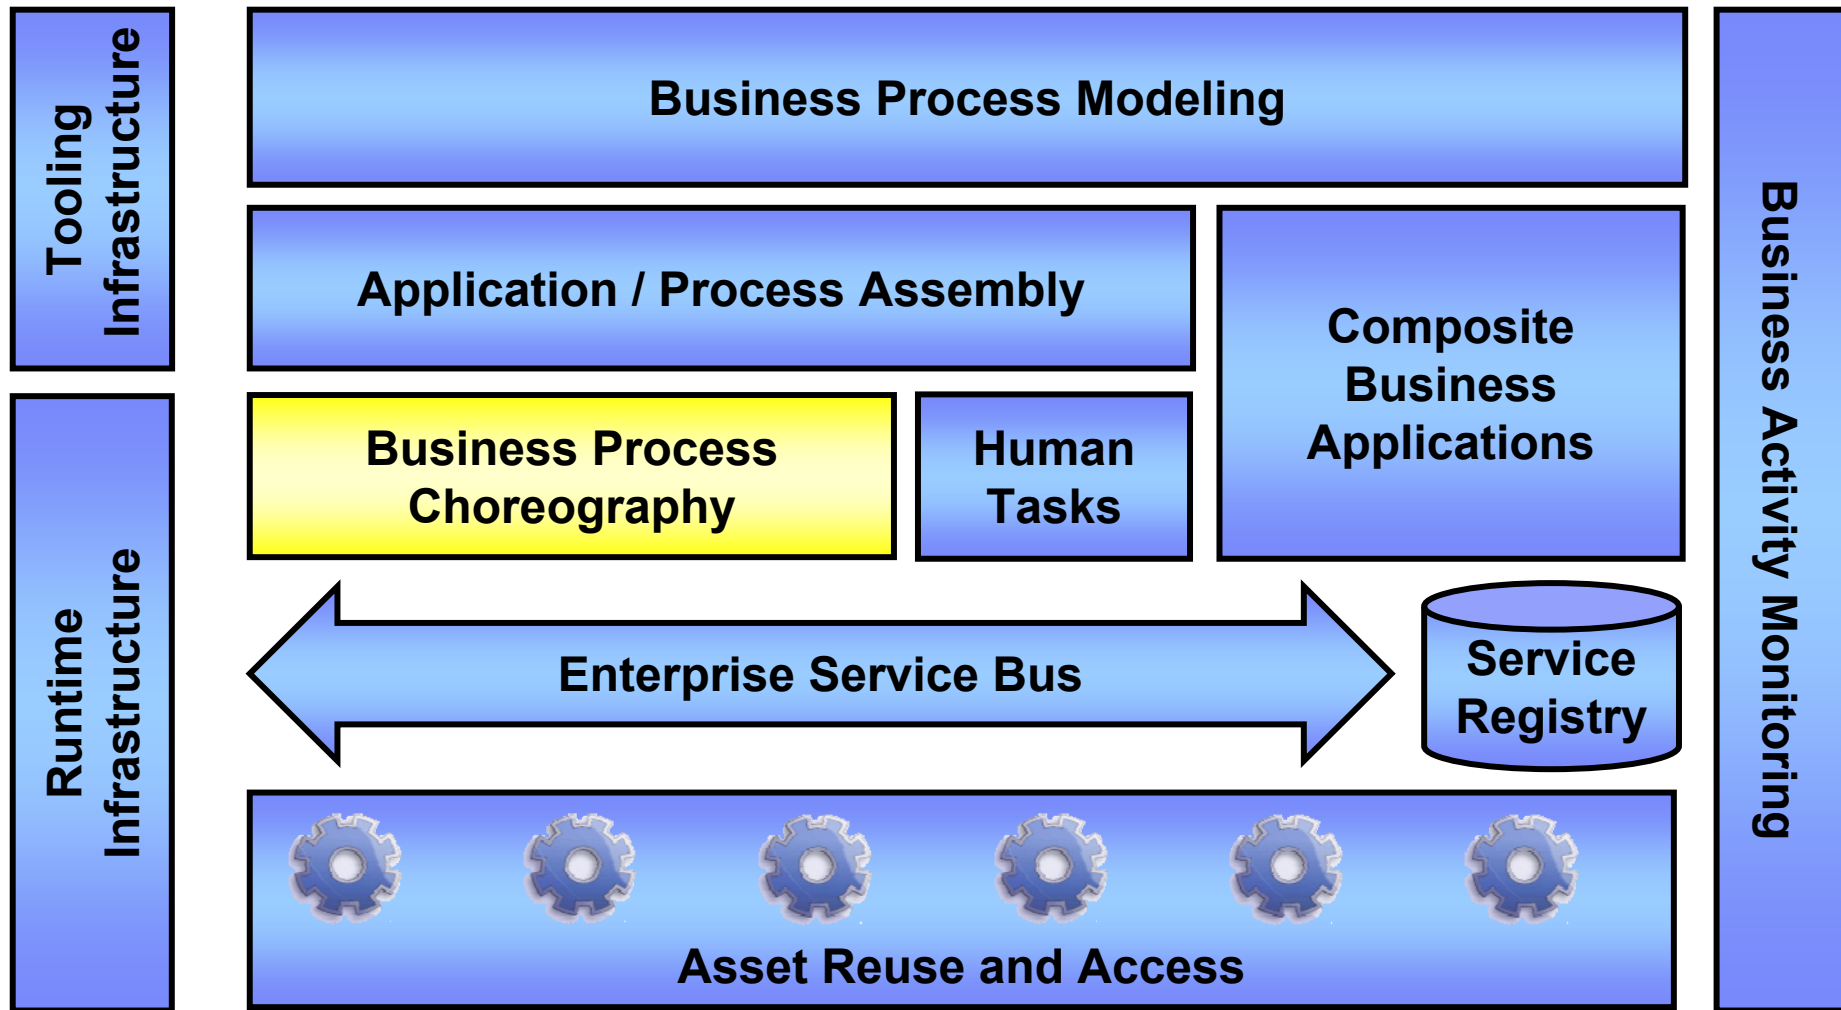 Tooling
Infrastructure
Business Process Modeling
Application / Process Assembly
Composite
Business
Applications
Business Activity Monitoring
Runtime
Infrastructure
Business Process
Choreography
Human
Tasks
Enterprise Service Bus
Service
Registry
Asset Reuse and Access